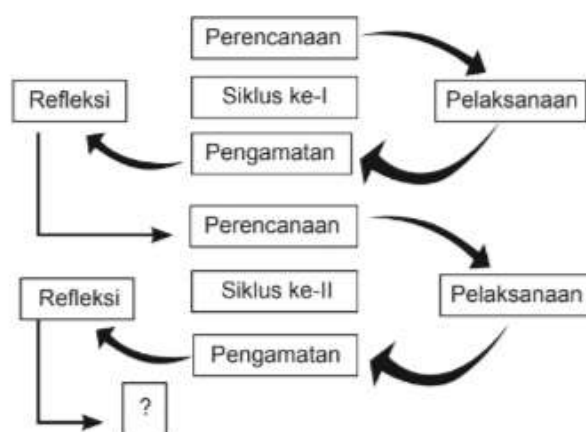 Perencanaan
Refleksi
Siklus ke-I
Pelaksanaan
Pengamatan
Perencanaan
Refleksi
Siklus ke-II
Pelaksanaan
Pengamatan
?